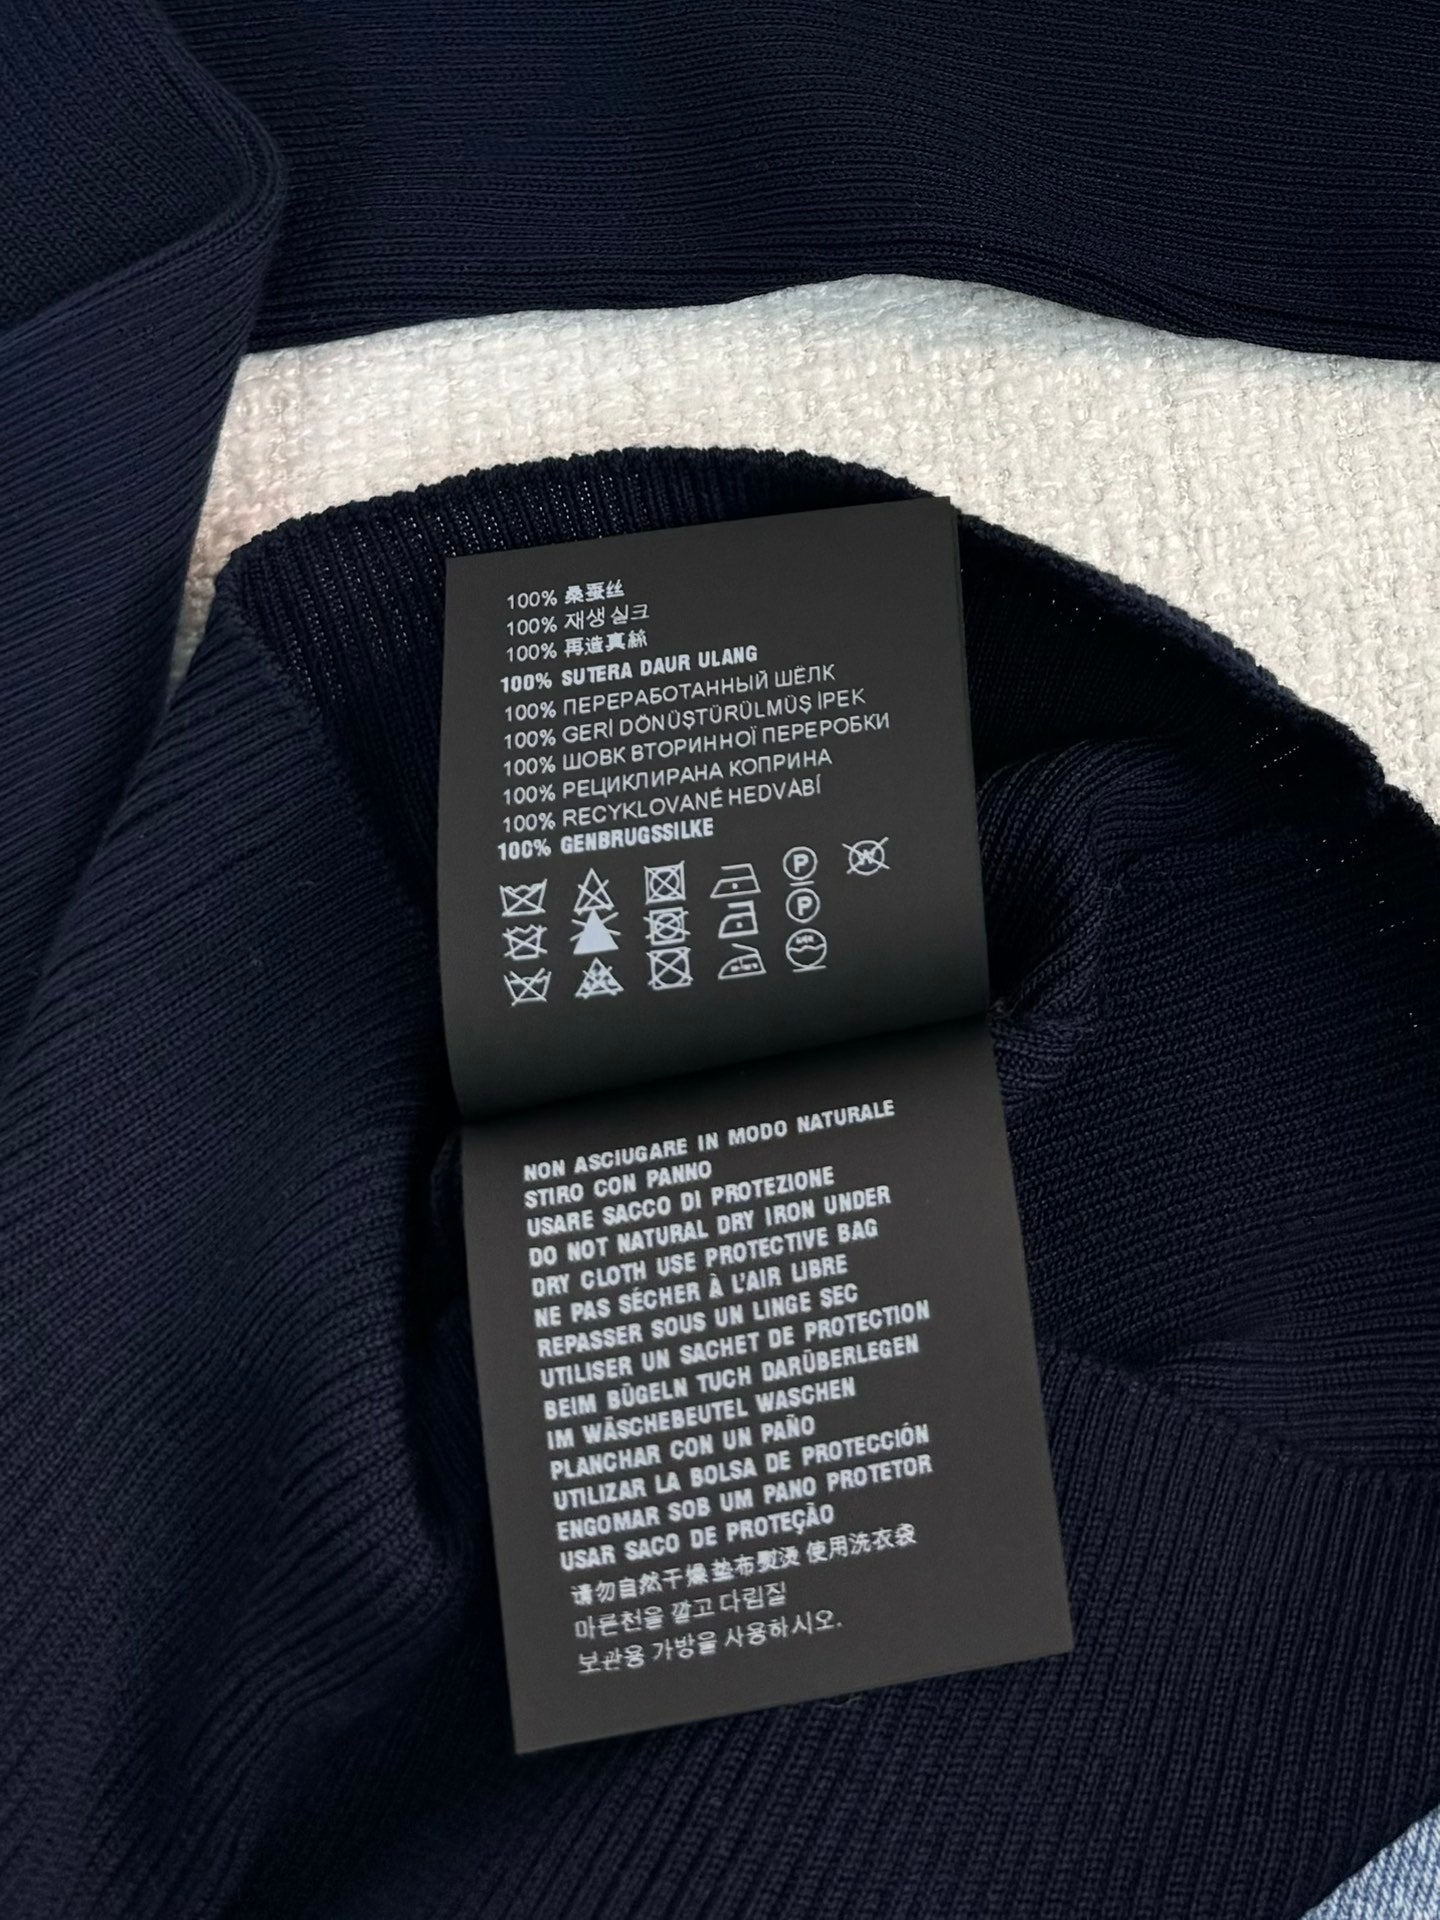 100% 桑蚕丝
100% 재생 실크
100% 再造真絲
100% SUTERA DAUR ULANG
100% ПЕРЕРАБОТАННЫЙ ШЁЛК
100% GERİ DÖNÜŞTÜRÜLMÜŞ İPEK
100% ШОВК ВТОРИННОЇ ПЕРЕРОБКИ
100% РЕЦИКЛИРАНА КОПРИНА
100% RECYKLOVANÉ HEDVÁBÍ
100% GENBRUGSSILKE
P W
P
NON ASCIUGARE IN MODO NATURALE
STIRO CON PANNO
USARE SACCO DI PROTEZIONE
DO NOT NATURAL DRY IRON UNDER
DRY CLOTH USE PROTECTIVE BAG
NE PAS SÉCHER À L'AIR LIBRE
REPASSER SOUS UN LINGE SEC
UTILISER UN SACHET DE PROTECTION
BEIM BÜGELN TUCH DARÜBERLEGEN
IM WÄSCHEBEUTEL WASCHEN
PLANCHAR CON UN PAÑO
UTILIZAR LA BOLSA DE PROTECCIÓN
ENGOMAR SOB UM PANO PROTETOR
USAR SACO DE PROTEÇÃO
请勿自然干燥垫布熨烫 使用洗衣袋
마른천을 깔고 다림질
보관용 가방을 사용하시오.